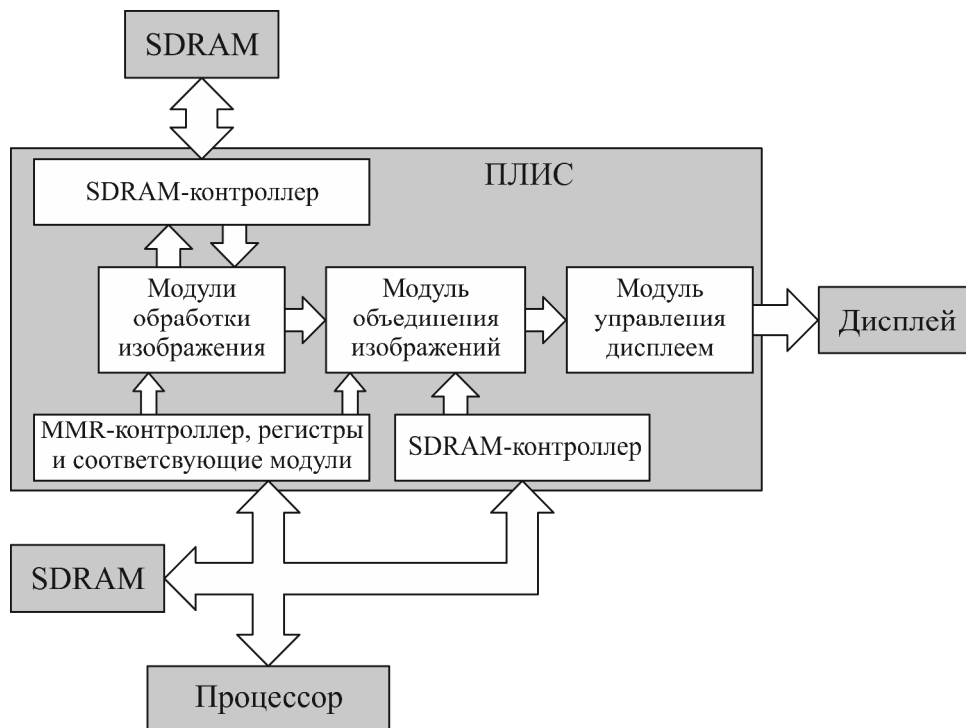 SDRAM
ПЛИС
SDRAM-контроллер
Модули
обработки
изображения
Модуль
объединения
изображений
Модуль
управления
дисплеем
Дисплей
MMR-контроллер, регистры
и соответсвующие модули
SDRAM-контроллер
SDRAM
Процессор